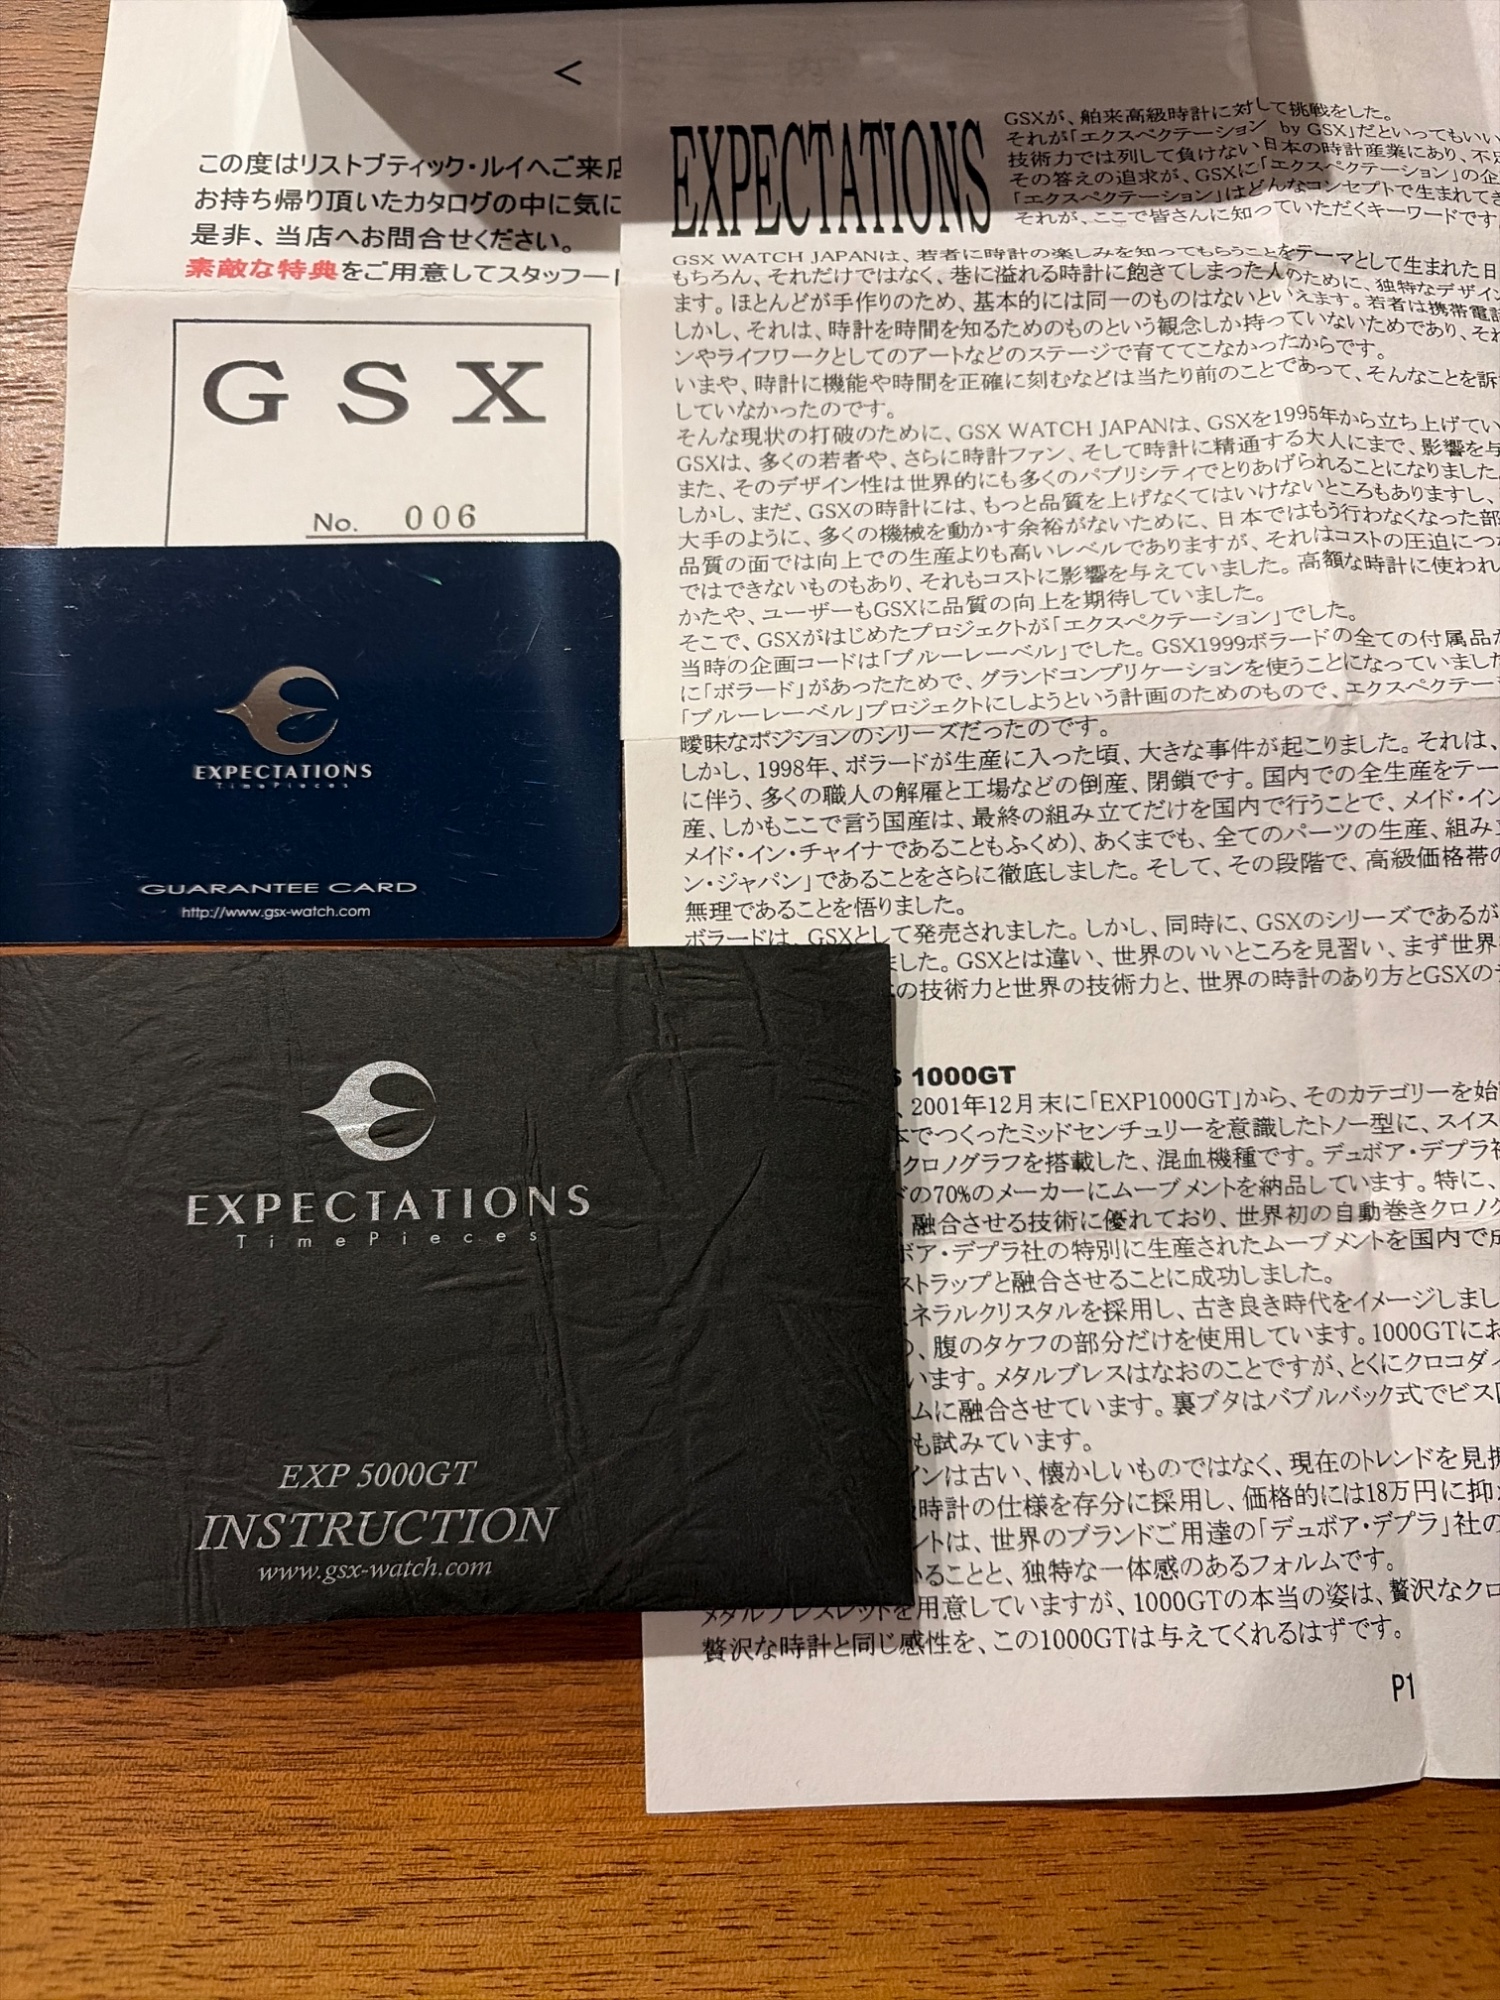 <
この度はリストブティック・ルイへご来店
お持ち帰り頂いたカタログの中に気に
是非、当店へお問合せください。
素敵な特典をご用意してスタッフ一
GSX
No. 006
EXPECTATIONS
TimePieces
GUARANTEE CARD
http://www.gsx-watch.com
EXPECTATIONS
TimePieces
EXP 5000GT
INSTRUCTION
www.gsx-watch.com
EXPECTATIONS
GSXが、舶来高級時計に対して挑戦をした。
それが「エクスペクテーション by GSX」だといってもいい
技術力では列して負けない日本の時計産業にあり、不
その答えの追求が、GSXに「エクスペクテーション」の企
「エクスペクテーション」はどんなコンセプトで生まれてき
それが、ここで皆さんに知っていただくキーワードです
GSX WATCH JAPANは、若者に時計の楽しみを知ってもらうことをテーマとして生まれた日
もちろん、それだけではなく、巷に溢れる時計に飽きてしまった人のために、独特なデザイン
ます。ほとんどが手作りのため、基本的には同一のものはないといえます。若者は携帯電話
しかし、それは、時計を時間を知るためのものという観念しか持っていないためであり、それ
ンやライフワークとしてのアートなどのステージで育ててこなかったからです。
いまや、時計に機能や時間を正確に刻むなどは当たり前のことであって、そんなことを訴
していなかったのです。
そんな現状の打破のために、GSX WATCH JAPANは、GSXを1995年から立ち上げてい
GSXは、多くの若者や、さらに時計ファン、そして時計に精通する大人にまで、影響を与
また、そのデザイン性は世界的にも多くのパブリシティでとりあげられることになりました
しかし、まだ、GSXの時計には、もっと品質を上げなくてはいけないところもありますし、
大手のように、多くの機械を動かす余裕がないために、日本ではもう行わなくなった部
品質の面では向上での生産よりも高いレベルでありますが、それはコストの圧迫につ
ではできないものもあり、それもコストに影響を与えていました。高額な時計に使われ
かたや、ユーザーもGSXに品質の向上を期待していました。
そこで、GSXがはじめたプロジェクトが「エクスペクテーション」でした。
当時の企画コードは「ブルーレーベル」でした。GSX1999ボラードの全ての付属品が
に「ボラード」があったためで、グランドコンプリケーションを使うことになっていました
「ブルーレーベル」プロジェクトにしようという計画のためのもので、エクスペクテー
曖昧なポジションのシリーズだったのです。
しかし、1998年、ボラードが生産に入った頃、大きな事件が起こりました。それは、
に伴う、多くの職人の解雇と工場などの倒産、閉鎖です。国内での全生産をテー
産、しかもここで言う国産は、最終の組み立てだけを国内で行うことで、メイド・イン
メイド・イン・チャイナであることもふくめ)、あくまでも、全てのパーツの生産、組み
ン・ジャパン」であることをさらに徹底しました。そして、その段階で、高級価格帯の
無理であることを悟りました。
ボラードは、GSXとして発売されました。しかし、同時に、GSXのシリーズであるが
ました。GSXとは違い、世界のいいところを見習い、まず世界
の技術力と世界の技術力と、世界の時計のあり方とGSXの
1000GT
、2001年12月末に「EXP1000GT」から、そのカテゴリーを始
でつくったミッドセンチュリーを意識したトノー型に、スイス
クロノグラフを搭載した、混血機種です。デュボア・デプラ社
の70%のメーカーにムーブメントを納品しています。特に、
融合させる技術に優れており、世界初の自動巻きクロノグ
ボア・デプラ社の特別に生産されたムーブメントを国内で
ストラップと融合させることに成功しました。
ネラルクリスタルを採用し、古き良き時代をイメージしまし
、腹のタケフの部分だけを使用しています。1000GTにお
います。メタルブレスはなおのことですが、とくにクロコダイ
ムに融合させています。裏ブタはバブルバック式でビス
も試みています。
インは古い、懐かしいものではなく、現在のトレンドを見
時計の仕様を存分に採用し、価格的には18万円に抑
ントは、世界のブランドご用達の「デュボア・デプラ」社の
いることと、独特な一体感のあるフォルムです。
メタルブレスレットを用意していますが、1000GTの本当の姿は、贅沢なクロ
贅沢な時計と同じ感性を、この1000GTは与えてくれるはずです。
P1